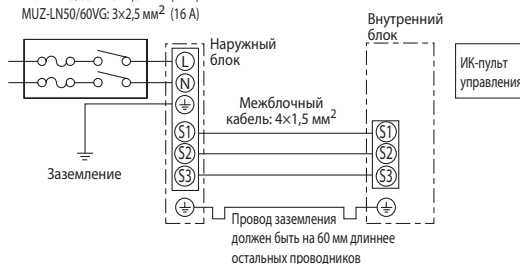 MUZ-LN50/60VG: 3×2,5 мм² (16 А)
Наружный
блок
Внутренний
блок
ИК-пульт
управления
L
N
Межблочный
кабель: 4×1,5 мм²
S1
S2
S3
S1
S2
S3
Заземление
Провод заземления
должен быть на 60 мм длиннее
остальных проводников